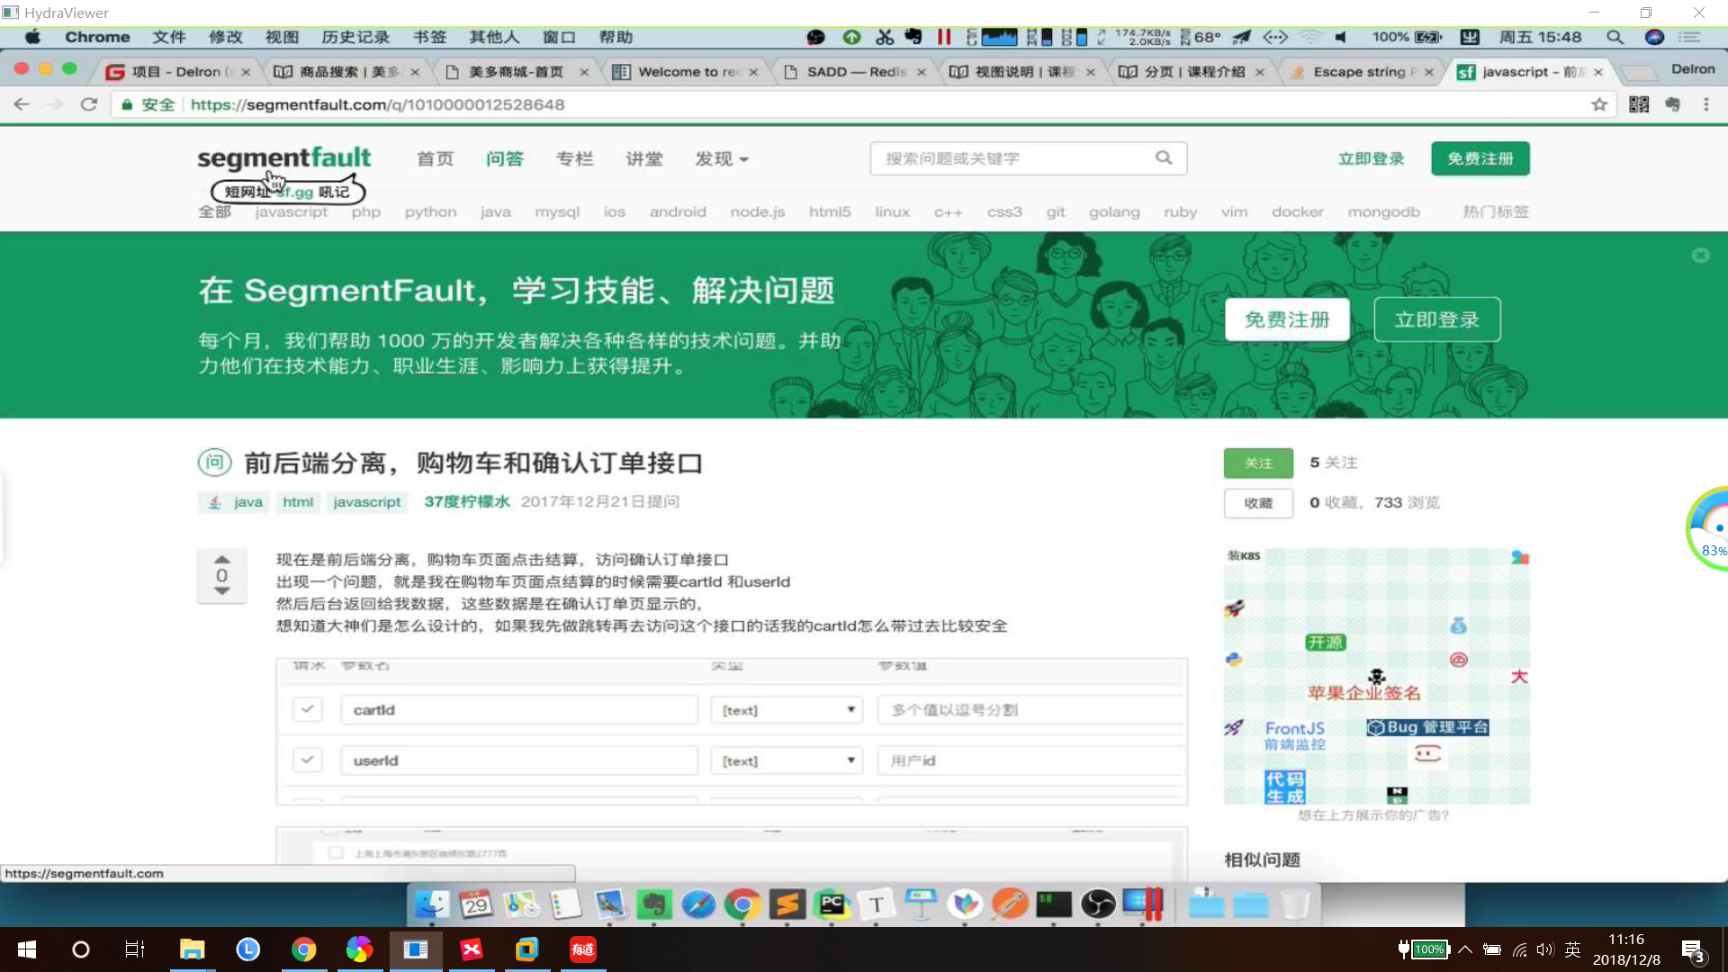 HydraViewer
Chrome 文件 修改 视图 历史记录 书签 其他人 窗口 帮助 174.7KB/s 2.0KB/s 68° 100% 周五 15:48
项目 - Delron ( 商品搜索 | 美多 美多商城-首页 Welcome to rec SADD — Redis 视图说明 | 课程 分页 | 课程介绍 Escape string P javascript - 前后 Delron
安全 https://segmentfault.com/q/1010000012528648
segmentfault 首页 问答 专栏 讲堂 发现 搜索问题或关键字 立即登录 免费注册
短网址 sf.gg 吼记
全部 javascript php python java mysql ios android node.js html5 linux c++ css3 git golang ruby vim docker mongodb 热门标签
在 SegmentFault，学习技能、解决问题
每个月，我们帮助 1000 万的开发者解决各种各样的技术问题。并助
力他们在技术能力、职业生涯、影响力上获得提升。
免费注册 立即登录
问 前后端分离，购物车和确认订单接口
java html javascript 37度柠檬水 2017年12月21日提问
关注 5 关注
收藏 0 收藏，733 浏览
0
现在是前后端分离，购物车页面点击结算，访问确认订单接口
出现一个问题，就是我在购物车页面点结算的时候需要cartId 和userId
然后后台返回给我数据，这些数据是在确认订单页显示的，
想知道大神们是怎么设计的，如果我先做跳转再去访问这个接口的话我的cartId怎么带过去比较安全
请求 参数名 类型 参数值
cartId [text] 多个值以逗号分割
userId [text] 用户id
装K8S
开源
大
苹果企业签名
FrontJS
前端监控
Bug 管理平台
代码
生成
想在上方展示你的广告?
相似问题
83%
https://segmentfault.com
29
PC
T
有道
100%
英
11:16
2018/12/8
3